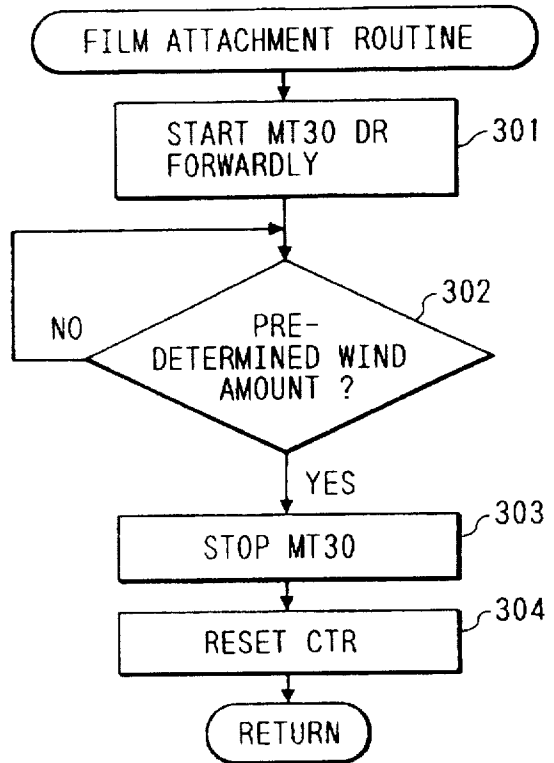 FILM ATTACHMENT ROUTINE
START MT30 DR
FORWARDLY
301
302
NO
PRE-
DETERMINED WIND
AMOUNT ?
YES
303
STOP MT30
304
RESET CTR
RETURN